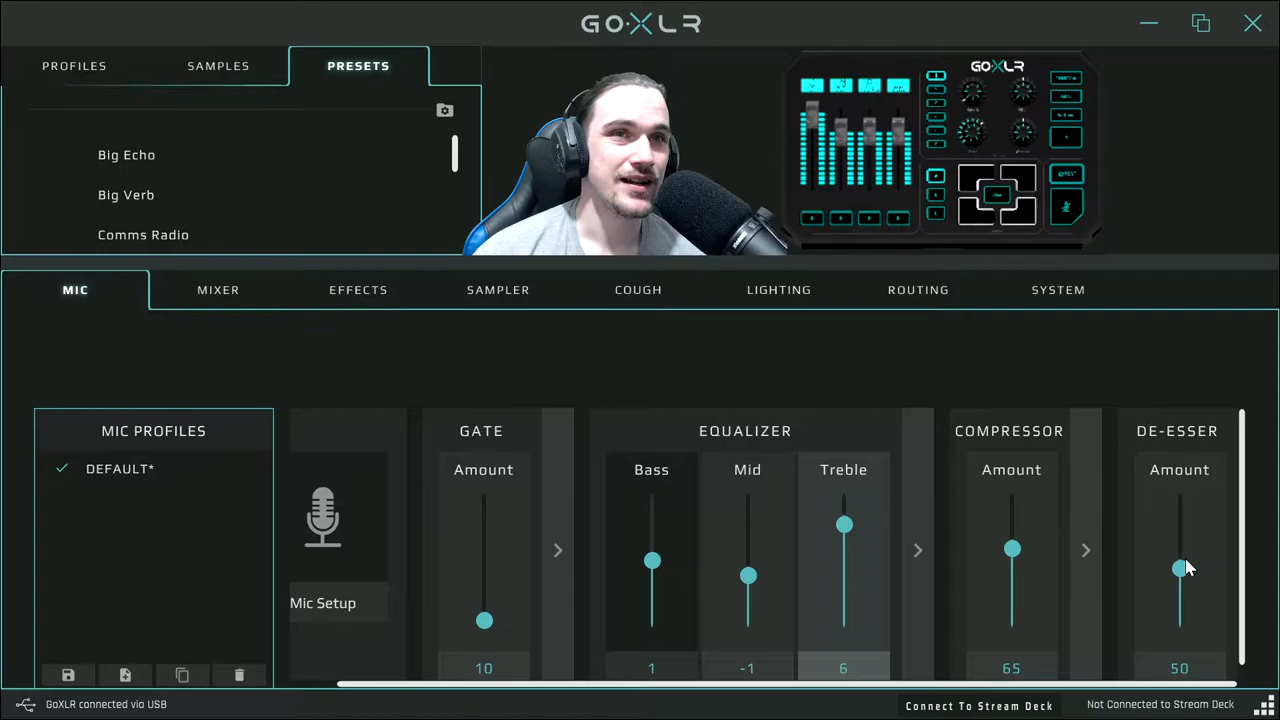 GO·XLR
PROFILES
SAMPLES
PRESETS
Big Echo
Big Verb
Comms Radio
GOXLR
MIC
MIXER
EFFECTS
SAMPLER
COUGH
LIGHTING
ROUTING
SYSTEM
MIC PROFILES
DEFAULT*
Mic Setup
GATE
Amount
10
EQUALIZER
Bass
Mid
Treble
1
-1
6
COMPRESSOR
Amount
65
DE-ESSER
Amount
50
GoXLR connected via USB
Connect To Stream Deck
Not Connected to Stream Deck